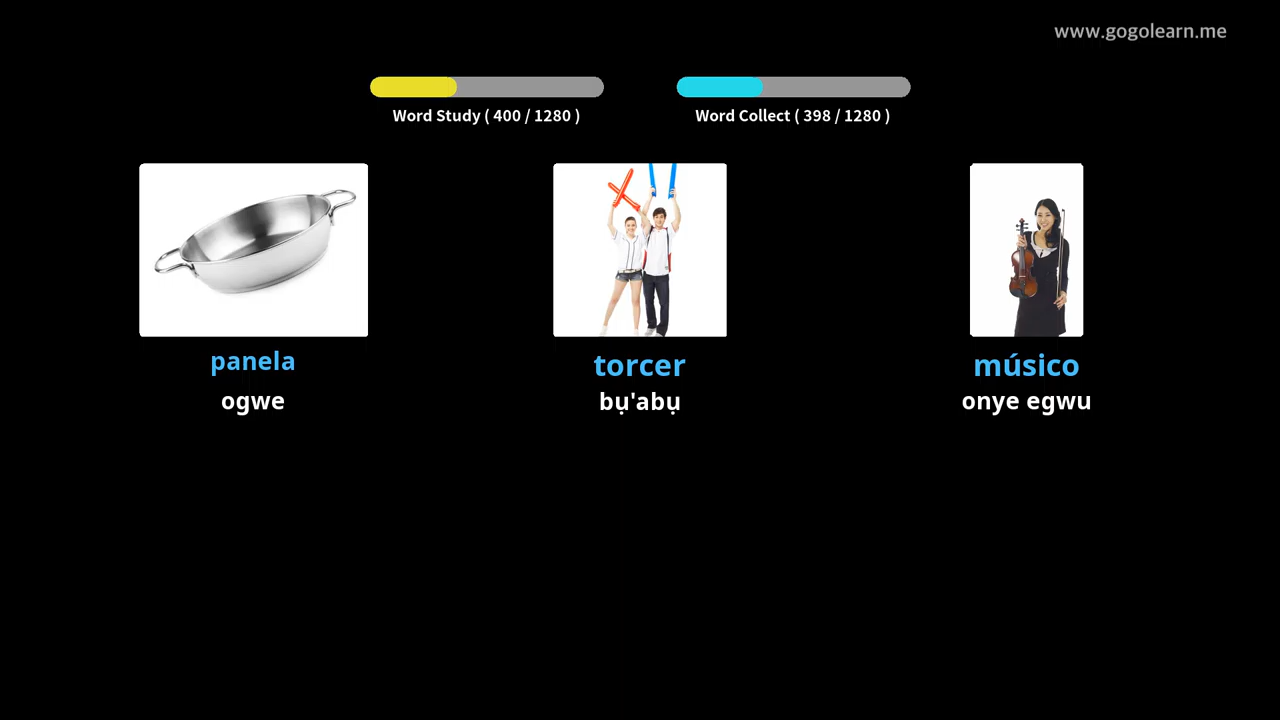 www.gogolearn.me
Word Study ( 400 / 1280 )
Word Collect ( 398 / 1280 )
panela
torcer
músico
ogwe
bụ'abụ
onye egwu